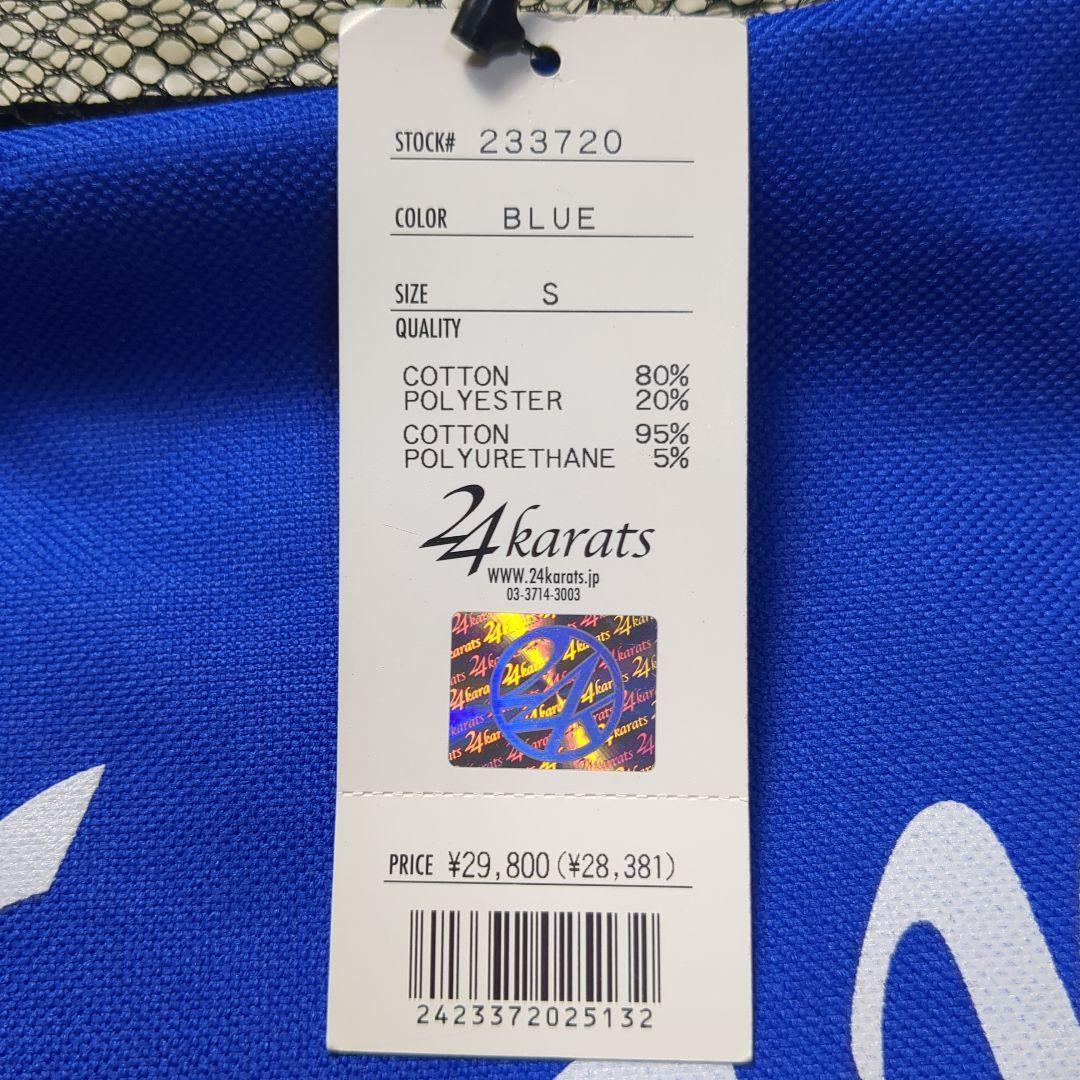 STOCK# 233720
COLOR BLUE
SIZE S
QUALITY
COTTON 80%
POLYESTER 20%
COTTON 95%
POLYURETHANE 5%
24karats
WWW.24karats.jp
03-3714-3003
24karats
PRICE ¥29,800(¥28,381)
2423372025132